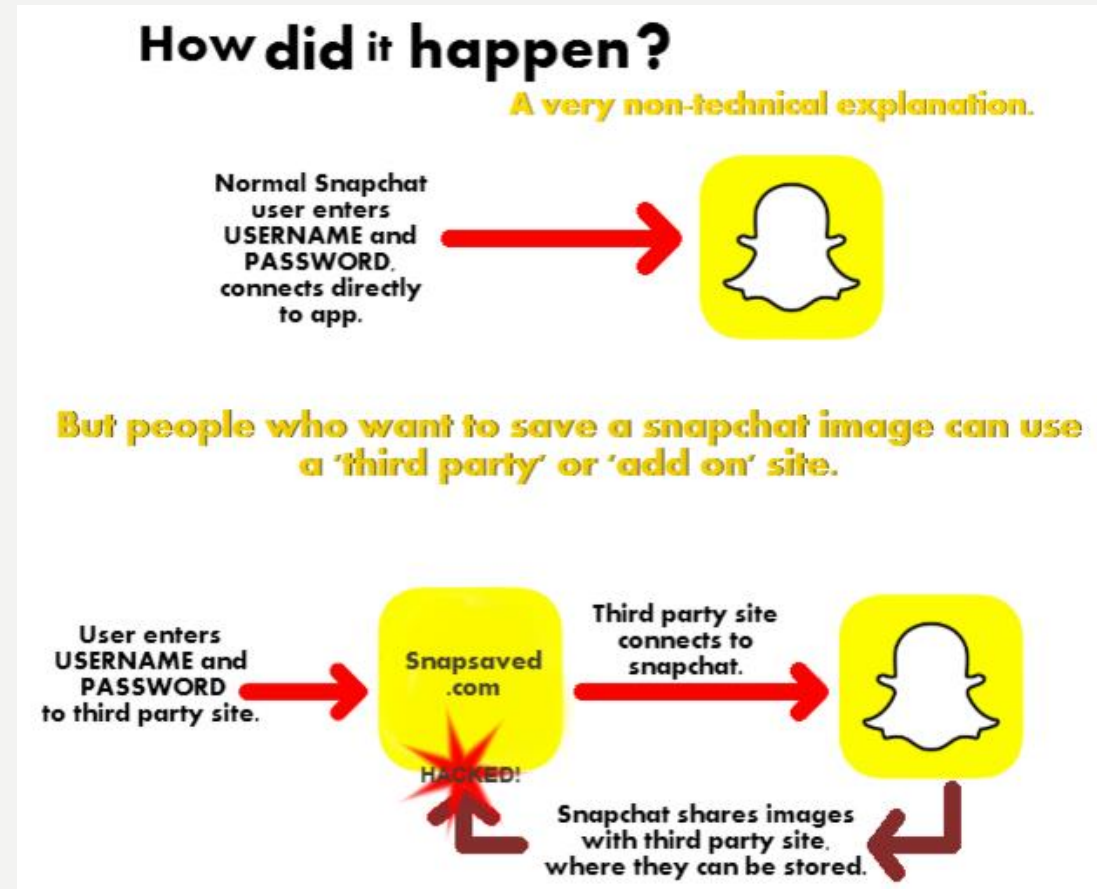 How did it happen?
A very non-technical explanation.
Normal Snapchat
user enters
USERNAME and
PASSWORD,
connects directly
to app.
But people who want to save a snapchat image can use
a 'third party' or 'add on' site.
User enters
USERNAME and
PASSWORD
to third party site.
Snapsaved
.com
HACKED!
Third party site
connects to
snapchat.
Snapchat shares images
with third party site,
where they can be stored.